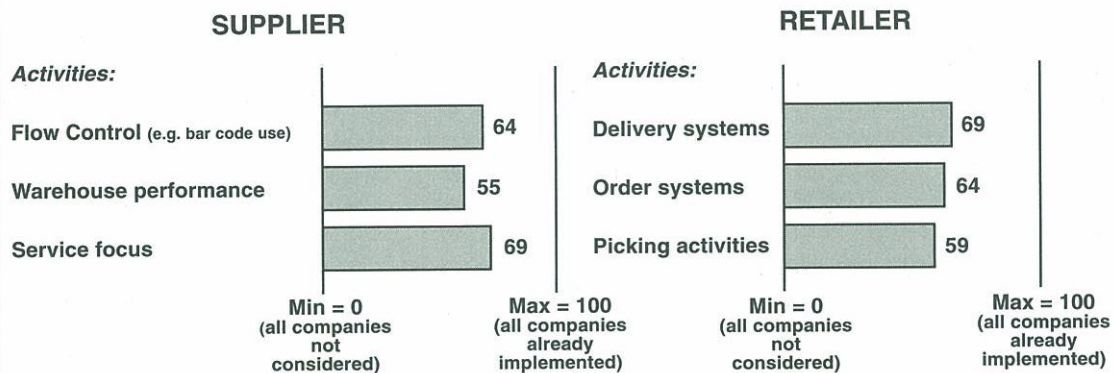 SUPPLIER
Activities:
Flow Control (e.g. bar code use)
64
Warehouse performance
55
Service focus
69
Min = 0
(all companies
not
considered)
Max = 100
(all companies
already
implemented)
RETAILER
Activities:
Delivery systems
69
Order systems
64
Picking activities
59
Min = 0
(all companies
not
considered)
Max = 100
(all companies
already
implemented)